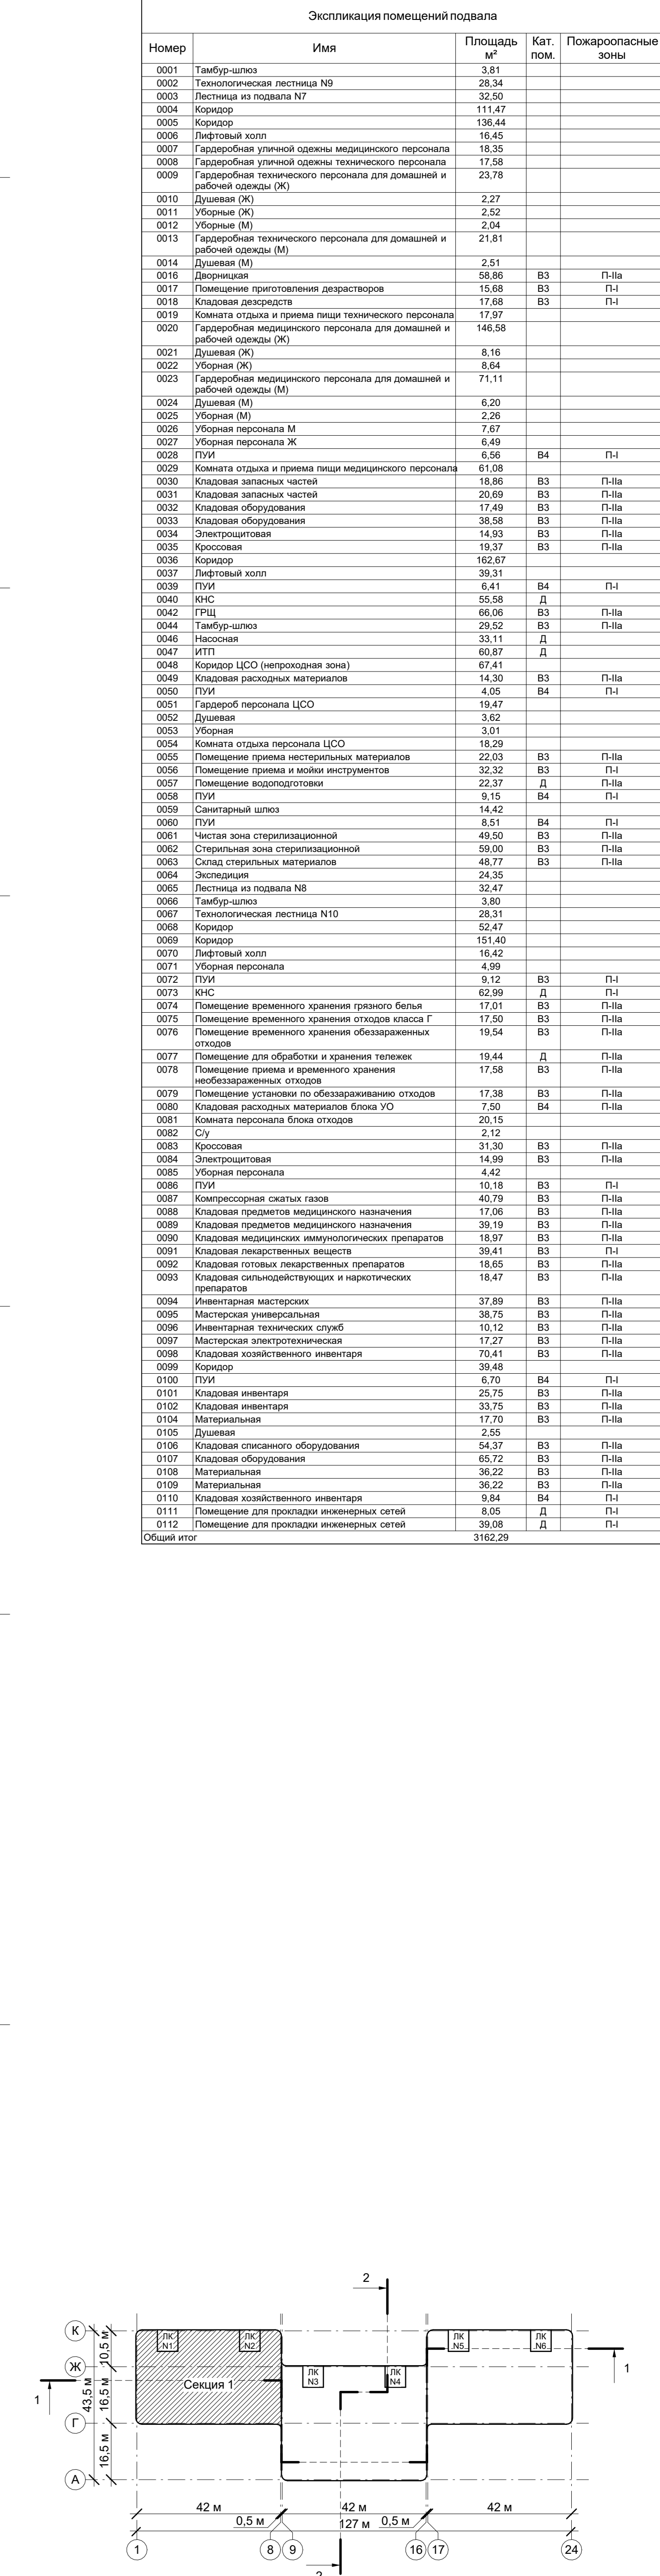 Экспликация помещений подвала
Номер Имя Площадь м² Кат. пом. Пожароопасные зоны
0001 Тамбур-шлюз 3,81
0002 Технологическая лестница N9 28,34
0003 Лестница из подвала N7 32,50
0004 Коридор 111,47
0005 Коридор 136,44
0006 Лифтовый холл 16,45
0007 Гардеробная уличной одежны медицинского персонала 18,35
0008 Гардеробная уличной одежны технического персонала 17,58
0009 Гардеробная технического персонала для домашней и 23,78
рабочей одежды (Ж)
0010 Душевая (Ж) 2,27
0011 Уборные (Ж) 2,52
0012 Уборные (М) 2,04
0013 Гардеробная технического персонала для домашней и 21,81
рабочей одежды (М)
0014 Душевая (М) 2,51
0016 Дворницкая 58,86 В3 П-IIа
0017 Помещение приготовления дезрастворов 15,68 В3 П-I
0018 Кладовая дезсредств 17,68 В3 П-I
0019 Комната отдыха и приема пищи технического персонала 17,97
0020 Гардеробная медицинского персонала для домашней и 146,58
рабочей одежды (Ж)
0021 Душевая (Ж) 8,16
0022 Уборная (Ж) 8,64
0023 Гардеробная медицинского персонала для домашней и 71,11
рабочей одежды (М)
0024 Душевая (М) 6,20
0025 Уборная (М) 2,26
0026 Уборная персонала М 7,67
0027 Уборная персонала Ж 6,49
0028 ПУИ 6,56 В4 П-I
0029 Комната отдыха и приема пищи медицинского персонала 61,08
0030 Кладовая запасных частей 18,86 В3 П-IIа
0031 Кладовая запасных частей 20,69 В3 П-IIа
0032 Кладовая оборудования 17,49 В3 П-IIа
0033 Кладовая оборудования 38,58 В3 П-IIа
0034 Электрощитовая 14,93 В3 П-IIа
0035 Кроссовая 19,37 В3 П-IIа
0036 Коридор 162,67
0037 Лифтовый холл 39,31
0039 ПУИ 6,41 В4 П-I
0040 КНС 55,58 Д
0042 ГРЩ 66,06 В3 П-IIа
0044 Тамбур-шлюз 29,52 В3 П-IIа
0046 Насосная 33,11 Д
0047 ИТП 60,87 Д
0048 Коридор ЦСО (непроходная зона) 67,41
0049 Кладовая расходных материалов 14,30 В3 П-IIа
0050 ПУИ 4,05 В4 П-I
0051 Гардероб персонала ЦСО 19,47
0052 Душевая 3,62
0053 Уборная 3,01
0054 Комната отдыха персонала ЦСО 18,29
0055 Помещение приема нестерильных материалов 22,03 В3 П-IIа
0056 Помещение приема и мойки инструментов 32,32 В3 П-I
0057 Помещение водоподготовки 22,37 Д П-IIа
0058 ПУИ 9,15 В4 П-I
0059 Санитарный шлюз 14,42
0060 ПУИ 8,51 В4 П-I
0061 Чистая зона стерилизационной 49,50 В3 П-IIа
0062 Стерильная зона стерилизационной 59,00 В3 П-IIа
0063 Склад стерильных материалов 48,77 В3 П-IIа
0064 Экспедиция 24,35
0065 Лестница из подвала N8 32,47
0066 Тамбур-шлюз 3,80
0067 Технологическая лестница N10 28,31
0068 Коридор 52,47
0069 Коридор 151,40
0070 Лифтовый холл 16,42
0071 Уборная персонала 4,99
0072 ПУИ 9,12 В3 П-I
0073 КНС 62,99 Д П-I
0074 Помещение временного хранения грязного белья 17,01 В3 П-IIа
0075 Помещение временного хранения отходов класса Г 17,50 В3 П-IIа
0076 Помещение временного хранения обеззараженных 19,54 В3 П-IIа
отходов
0077 Помещение для обработки и хранения тележек 19,44 Д П-IIа
0078 Помещение приема и временного хранения 17,58 В3 П-IIа
необеззараженных отходов
0079 Помещение установки по обеззараживанию отходов 17,38 В3 П-IIа
0080 Кладовая расходных материалов блока УО 7,50 В4 П-IIа
0081 Комната персонала блока отходов 20,15
0082 С/у 2,12
0083 Кроссовая 31,30 В3 П-IIа
0084 Электрощитовая 14,99 В3 П-IIа
0085 Уборная персонала 4,42
0086 ПУИ 10,18 В3 П-I
0087 Компрессорная сжатых газов 40,79 В3 П-IIа
0088 Кладовая предметов медицинского назначения 17,06 В3 П-IIа
0089 Кладовая предметов медицинского назначения 39,19 В3 П-IIа
0090 Кладовая медицинских иммунологических препаратов 18,97 В3 П-IIа
0091 Кладовая лекарственных веществ 39,41 В3 П-I
0092 Кладовая готовых лекарственных препаратов 18,65 В3 П-IIа
0093 Кладовая сильнодействующих и наркотических 18,47 В3 П-IIа
препаратов
0094 Инвентарная мастерских 37,89 В3 П-IIа
0095 Мастерская универсальная 38,75 В3 П-IIа
0096 Инвентарная технических служб 10,12 В3 П-IIа
0097 Мастерская электротехническая 17,27 В3 П-IIа
0098 Кладовая хозяйственного инвентаря 70,41 В3 П-IIа
0099 Коридор 39,48
0100 ПУИ 6,70 В4 П-I
0101 Кладовая инвентаря 25,75 В3 П-IIа
0102 Кладовая инвентаря 33,75 В3 П-IIа
0104 Материальная 17,70 В3 П-IIа
0105 Душевая 2,55
0106 Кладовая списанного оборудования 54,37 В3 П-IIа
0107 Кладовая оборудования 65,72 В3 П-IIа
0108 Материальная 36,22 В3 П-IIа
0109 Материальная 36,22 В3 П-IIа
0110 Кладовая хозяйственного инвентаря 9,84 В4 П-I
0111 Помещение для прокладки инженерных сетей 8,05 Д П-I
0112 Помещение для прокладки инженерных сетей 39,08 Д П-I
Общий итог 3162,29
2
К
ЛК N1
ЛК N2
ЛК N5
ЛК N6
10,5 м
Ж
ЛК N3
ЛК N4
1
Секция 1
1
43,5 м
16,5 м
Г
16,5 м
А
42 м 42 м 42 м
0,5 м 0,5 м
127 м
1 8 9 16 17 24
2